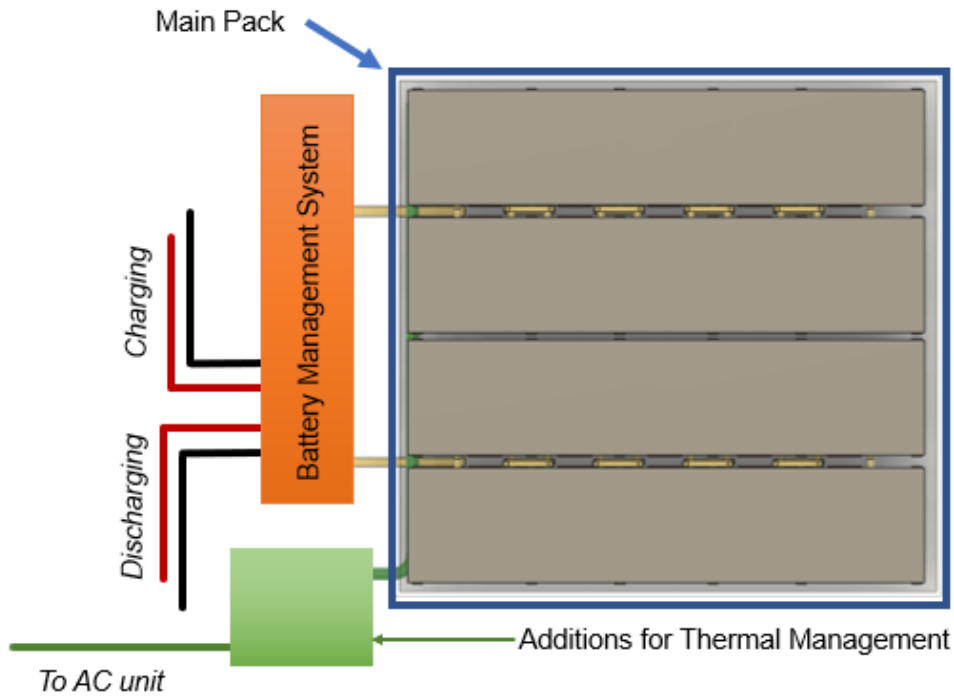 Main Pack
Battery Management System
Charging
Discharging
Additions for Thermal Management
To AC unit